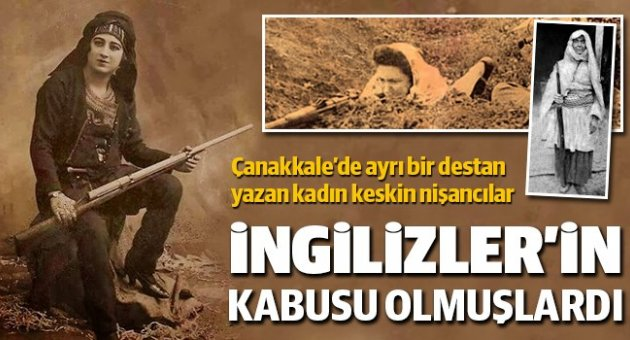 Çanakkale'de ayrı bir destan
yazan kadın keskin nişancılar
İNGİLİZLER'İN
KABUSU OLMUŞLARDI